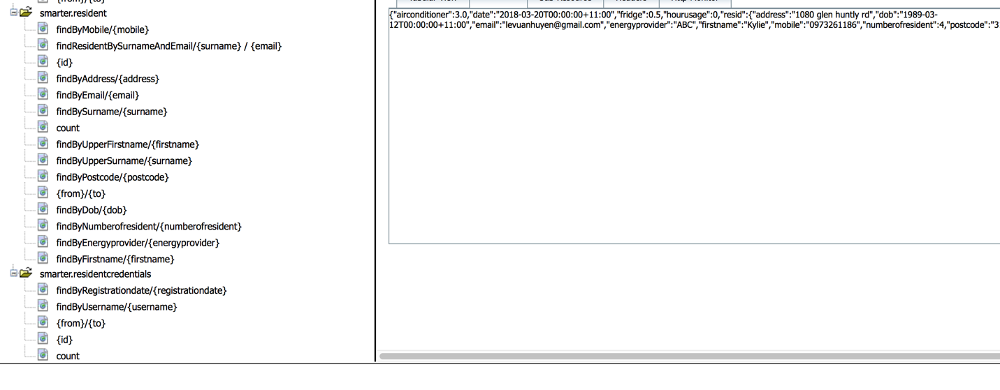 {from}/{to}
smarter.resident
findByMobile/{mobile}
findResidentBySurnameAndEmail/{surname} / {email}
{id}
findByAddress/{address}
findByEmail/{email}
findBySurname/{surname}
count
findByUpperFirstname/{firstname}
findByUpperSurname/{surname}
findByPostcode/{postcode}
{from}/{to}
findByDob/{dob}
findByNumberofresident/{numberofresident}
findByEnergyprovider/{energyprovider}
findByFirstname/{firstname}
smarter.residentcredentials
findByRegistrationdate/{registrationdate}
findByUsername/{username}
{from}/{to}
{id}
count
{"airconditioner":3.0,"date":"2018-03-20T00:00:00+11:00","fridge":0.5,"hourusage":0,"resid":{"address":"1080 glen huntly rd","dob":"1989-03-
12T00:00:00+11:00","email":"levuanhuyen@gmail.com","energyprovider":"ABC","firstname":"Kylie","mobile":"0973261186","numberofresident":4,"postcode":"3